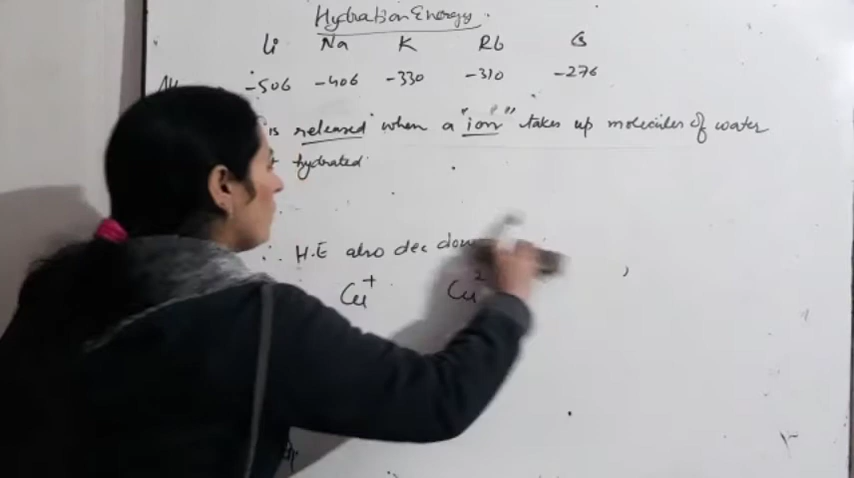 Hydration Energy
Li Na K Rb Cs
-506 -406 -330 -310 -276
is released when a "ion" takes up molecules of water
hydrated
∴ H.E also dec down
Cu+ Cu2